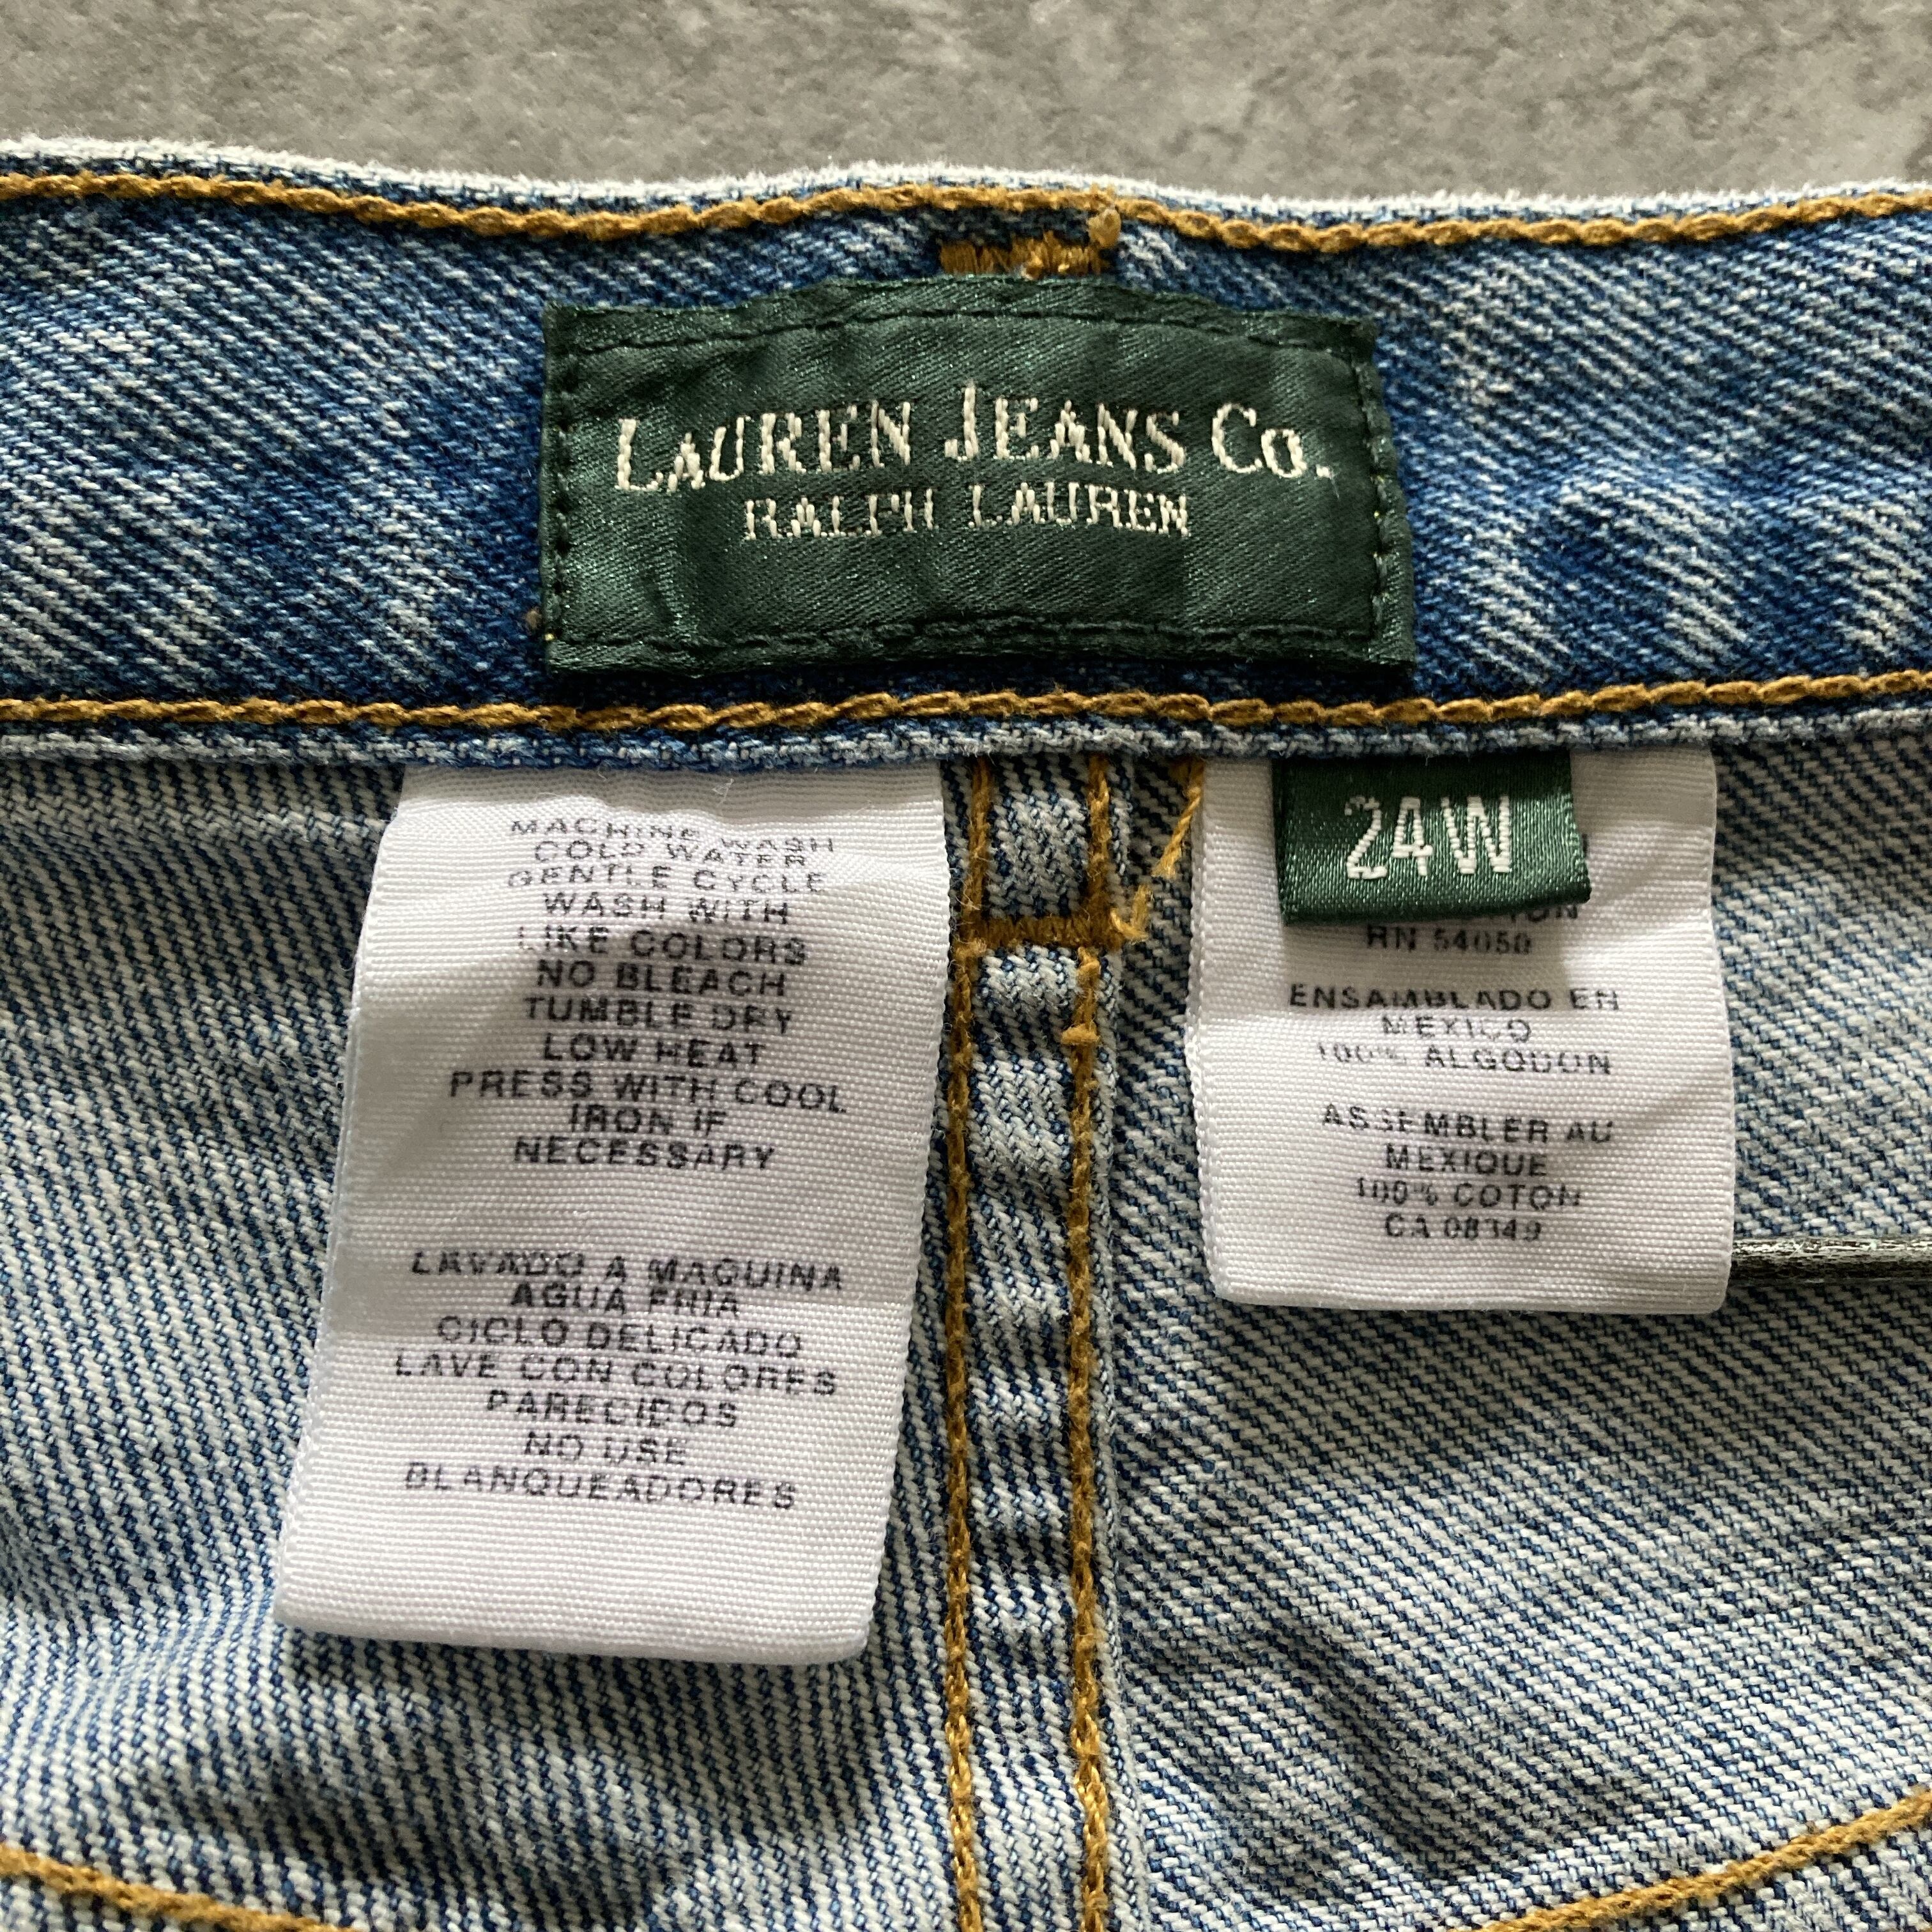 LAUREN JEANS CO.
RALPH LAUREN
MACHINE WASH
COLD WATER
GENTLE CYCLE
WASH WITH
LIKE COLORS
NO BLEACH
TUMBLE DRY
LOW HEAT
PRESS WITH COOL
IRON IF
NECESSARY
LAVADO A MAQUINA
AGUA FRIA
CICLO DELICADO
LAVE CON COLORES
PARECIDOS
NO USE
BLANQUEADORES
24W
RN 54050
ENSAMBLADO EN
MEXICO
100% ALGODON
ASSEMBLER AU
MEXIQUE
100% COTON
CA 08349